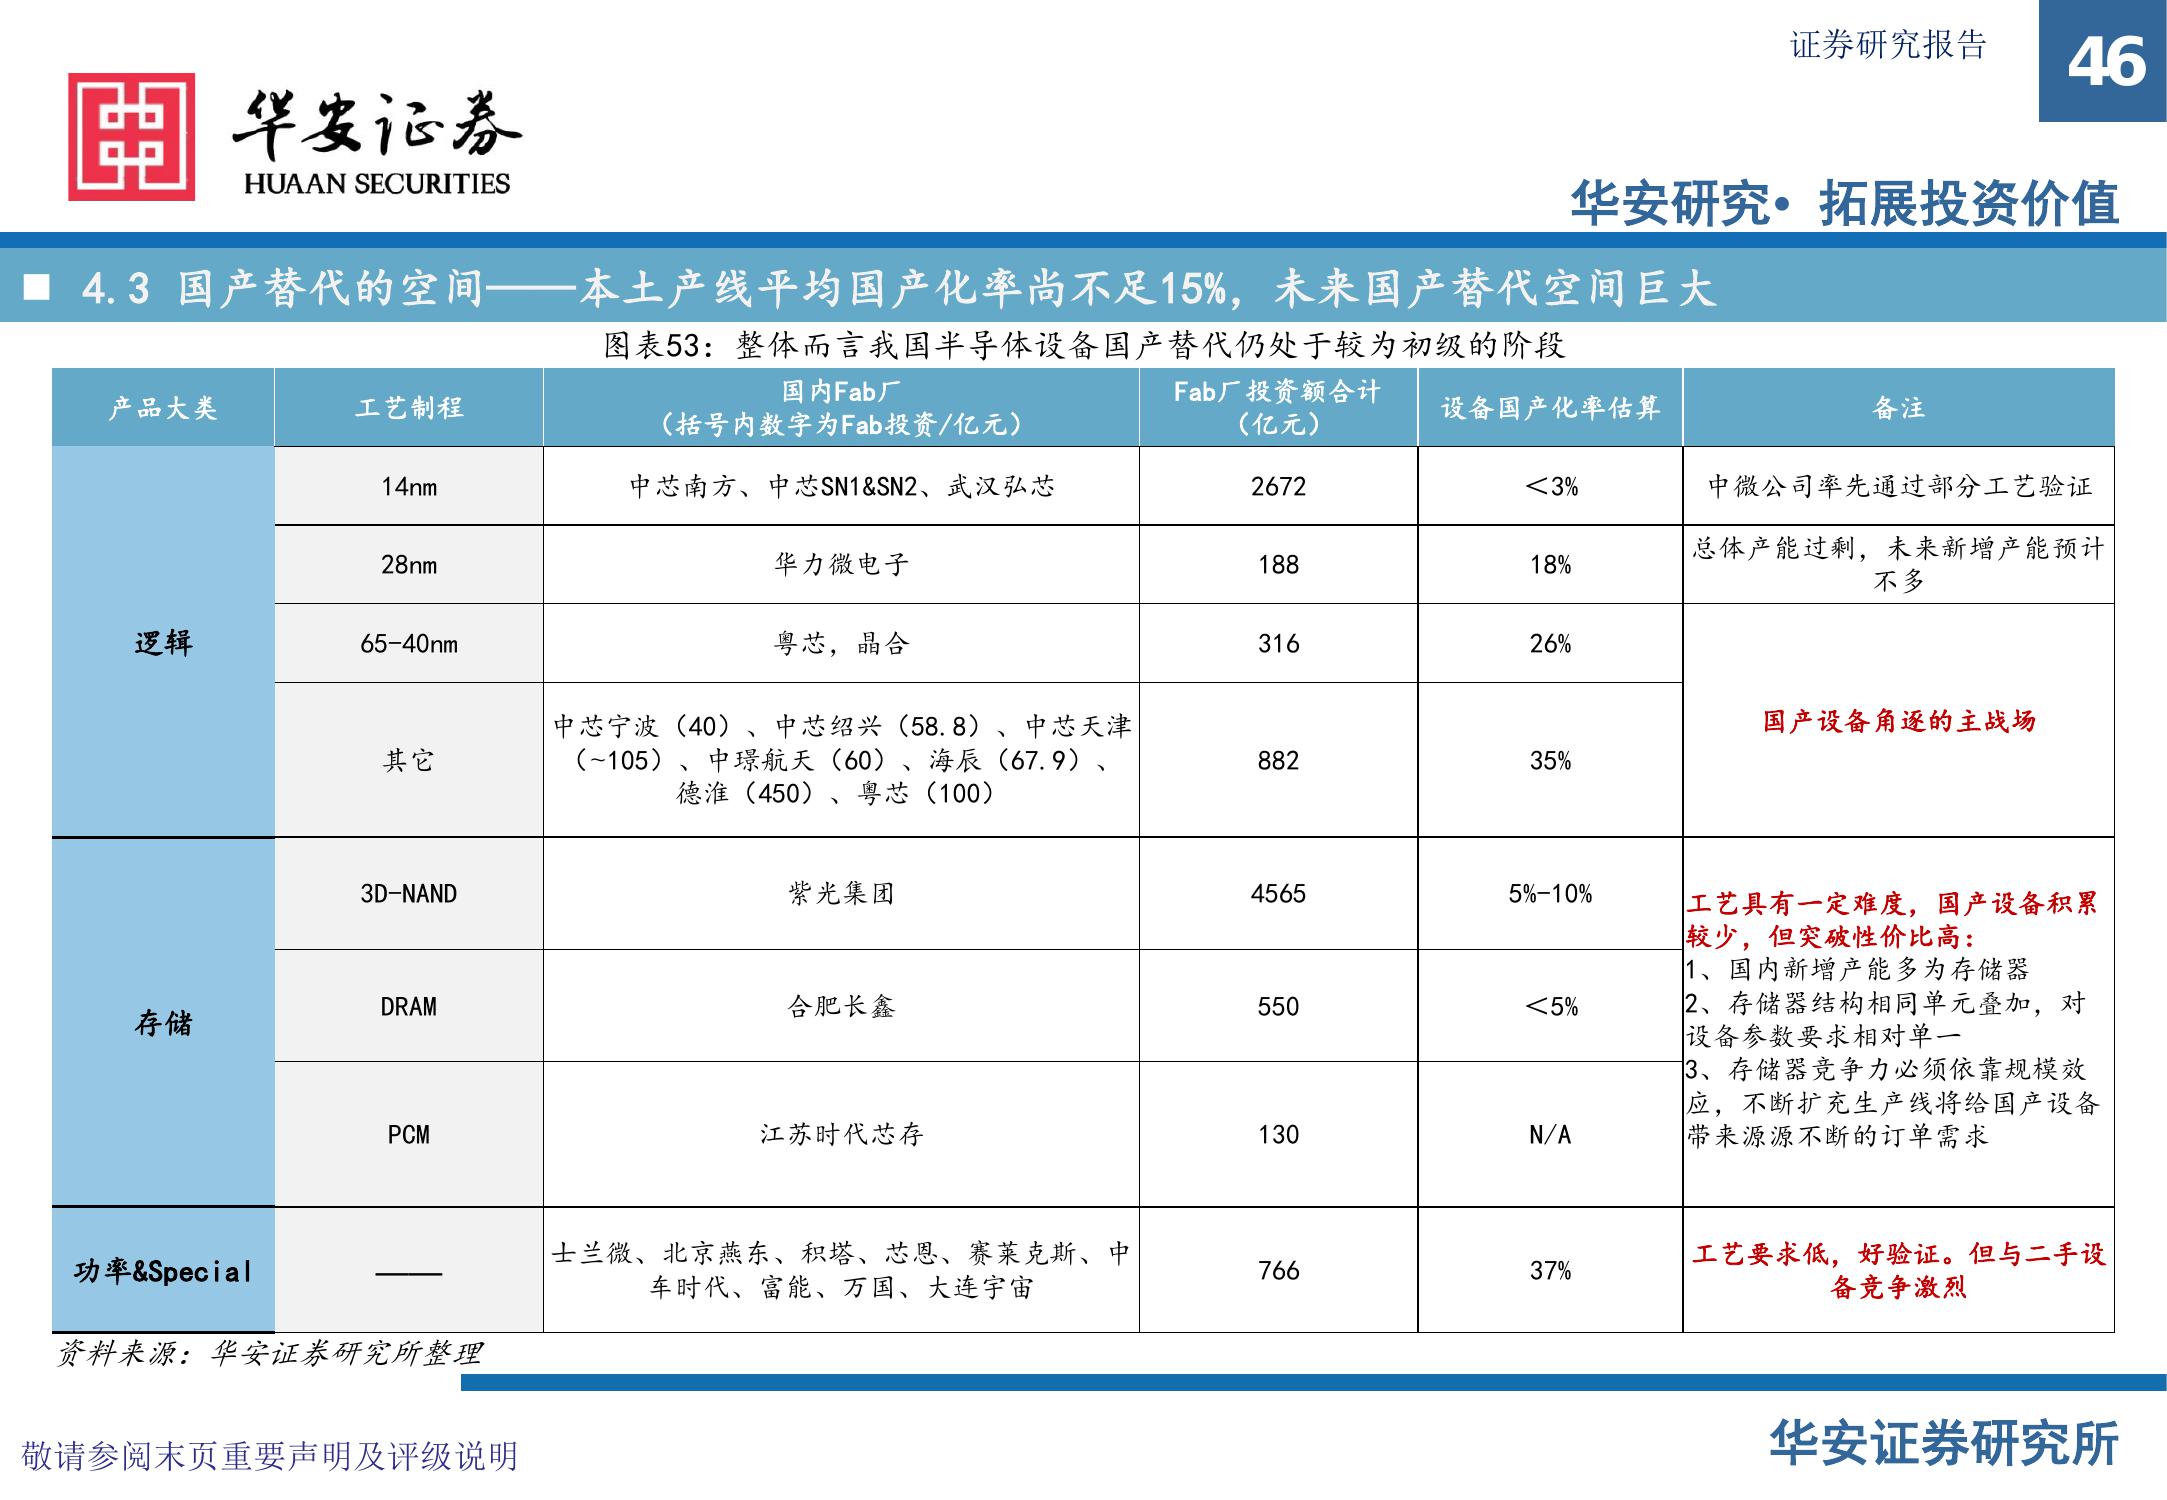 证券研究报告
46
华安证券
HUAAN SECURITIES
华安研究• 拓展投资价值
4.3 国产替代的空间——本土产线平均国产化率尚不足15%，未来国产替代空间巨大
图表53：整体而言我国半导体设备国产替代仍处于较为初级的阶段
产品大类
工艺制程
国内Fab厂
（括号内数字为Fab投资/亿元）
Fab厂投资额合计
（亿元）
设备国产化率估算
备注
逻辑
14nm
中芯南方、中芯SN1&SN2、武汉弘芯
2672
＜3%
中微公司率先通过部分工艺验证
28nm
华力微电子
188
18%
总体产能过剩，未来新增产能预计
不多
65-40nm
粤芯，晶合
316
26%
国产设备角逐的主战场
其它
中芯宁波（40）、中芯绍兴（58.8）、中芯天津
（~105）、中璟航天（60）、海辰（67.9）、
德淮（450）、粤芯（100）
882
35%
存储
3D-NAND
紫光集团
4565
5%-10%
工艺具有一定难度，国产设备积累
较少，但突破性价比高：
1、国内新增产能多为存储器
2、存储器结构相同单元叠加，对
设备参数要求相对单一
3、存储器竞争力必须依靠规模效
应，不断扩充生产线将给国产设备
带来源源不断的订单需求
DRAM
合肥长鑫
550
＜5%
PCM
江苏时代芯存
130
N/A
功率&Special
——
士兰微、北京燕东、积塔、芯恩、赛莱克斯、中
车时代、富能、万国、大连宇宙
766
37%
工艺要求低，好验证。但与二手设
备竞争激烈
资料来源：华安证券研究所整理
敬请参阅末页重要声明及评级说明
华安证券研究所